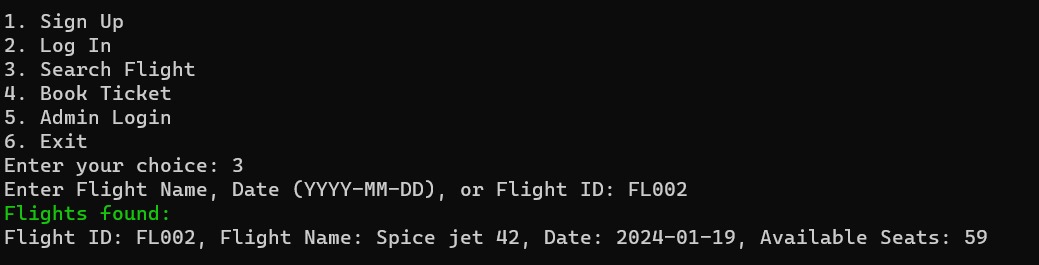 1. Sign Up
2. Log In
3. Search Flight
4. Book Ticket
5. Admin Login
6. Exit
Enter your choice: 3
Enter Flight Name, Date (YYYY-MM-DD), or Flight ID: FL002
Flights found:
Flight ID: FL002, Flight Name: Spice jet 42, Date: 2024-01-19, Available Seats: 59